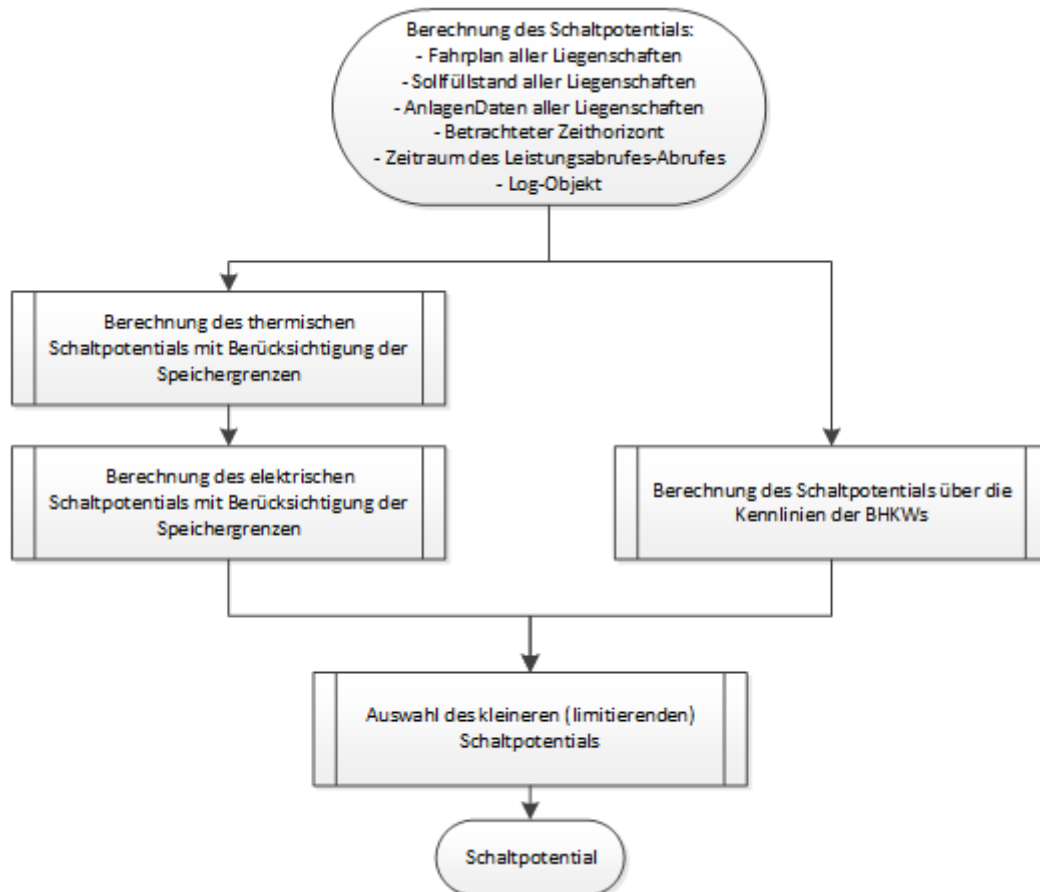 Berechnung des Schaltpotentials:
- Fahrplan aller Liegenschaften
- Sollfüllstand aller Liegenschaften
- AnlagenDaten aller Liegenschaften
- Betrachteter Zeithorizont
- Zeitraum des Leistungsabrufes-Abrufes
- Log-Objekt
Berechnung des thermischen
Schaltpotentials mit Berücksichtigung der
Speichergrenzen
Berechnung des elektrischen
Schaltpotentials mit Berücksichtigung der
Speichergrenzen
Berechnung des Schaltpotentials über die
Kennlinien der BHKWs
Auswahl des kleineren (limitierenden)
Schaltpotentials
Schaltpotential